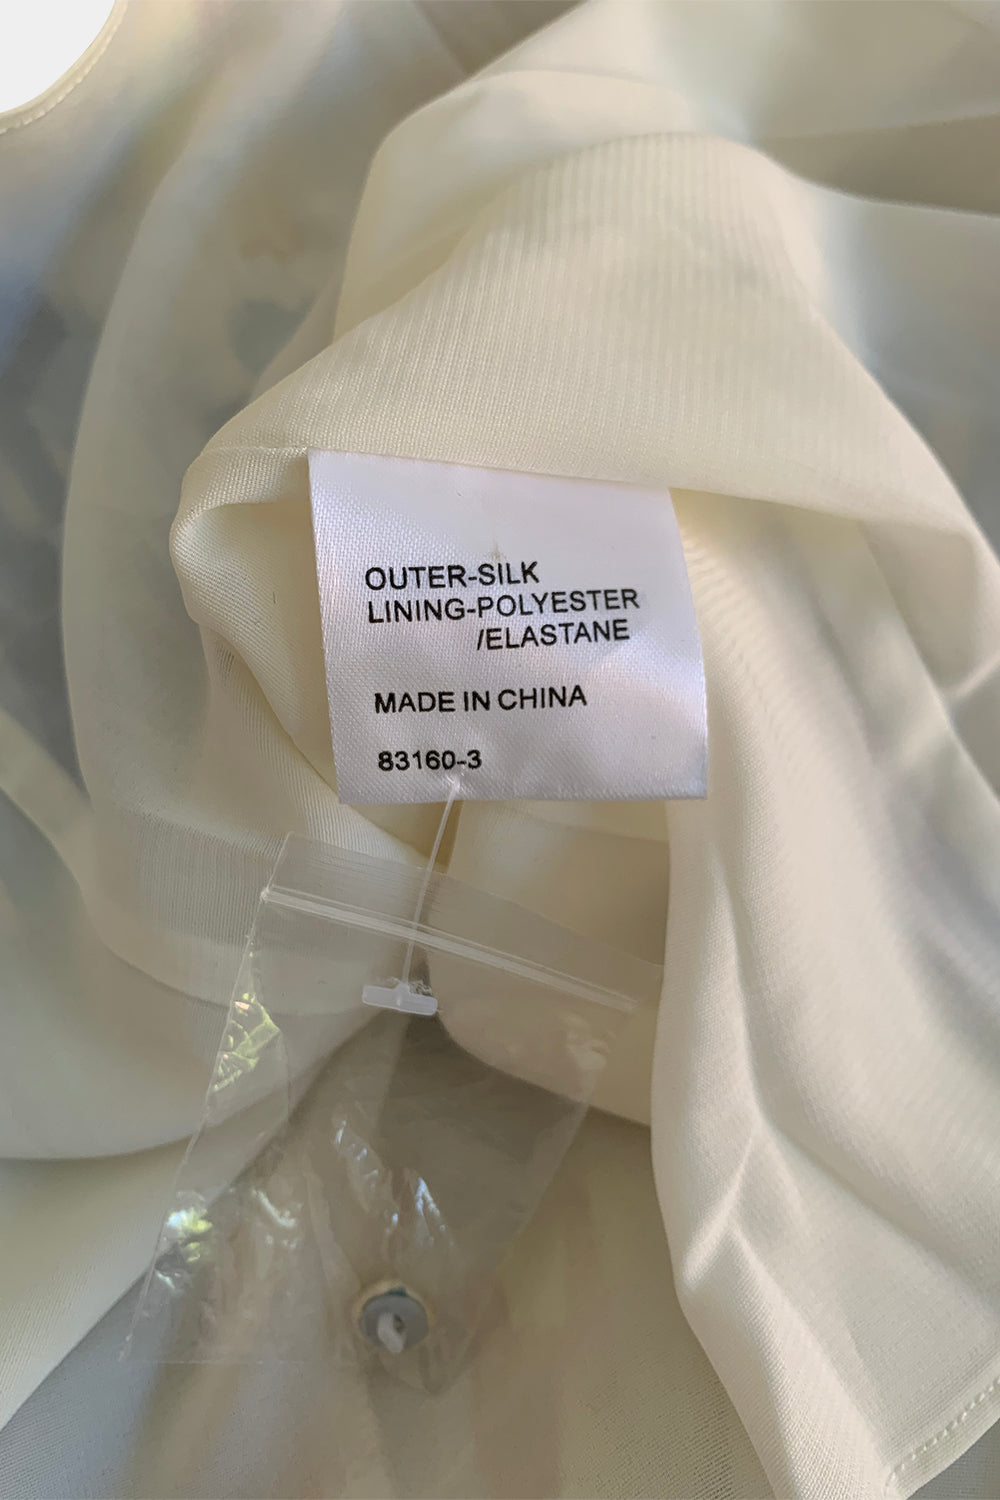 OUTER-SILK
LINING-POLYESTER
/ELASTANE
MADE IN CHINA
83160-3